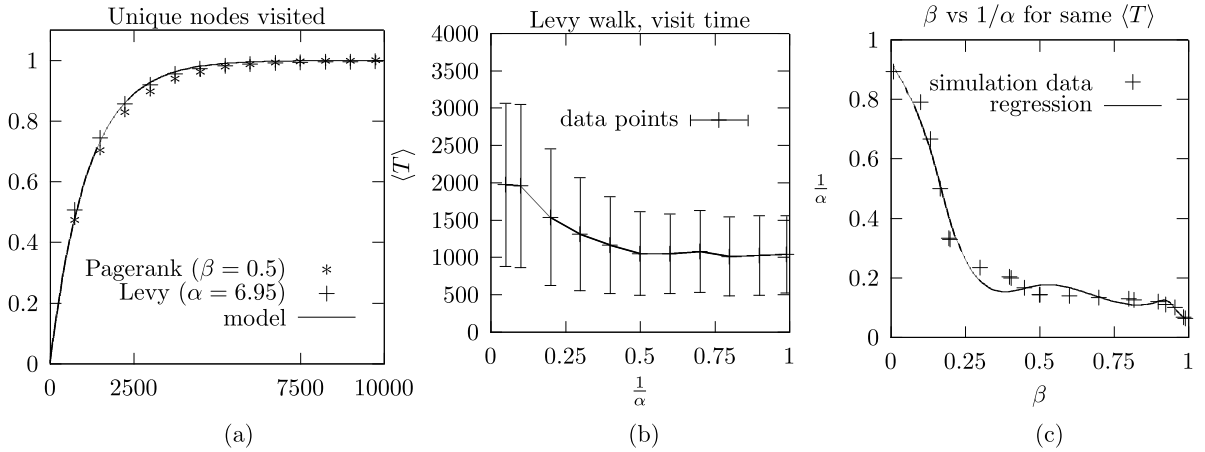 Unique nodes visited
1
0.8
0.6
0.4
0.2
0
Pagerank (β = 0.5)
Levy (α = 6.95)
model
0 2500 7500 10000
(a)
Levy walk, visit time
⟨T⟩
4000
3500
3000
2500
2000
1500
1000
500
0
data points
0 0.25 0.5 0.75 1
1/α
(b)
β vs 1/α for same ⟨T⟩
1/α
1
0.8
0.6
0.4
0.2
0
simulation data
regression
0 0.25 0.5 0.75 1
β
(c)